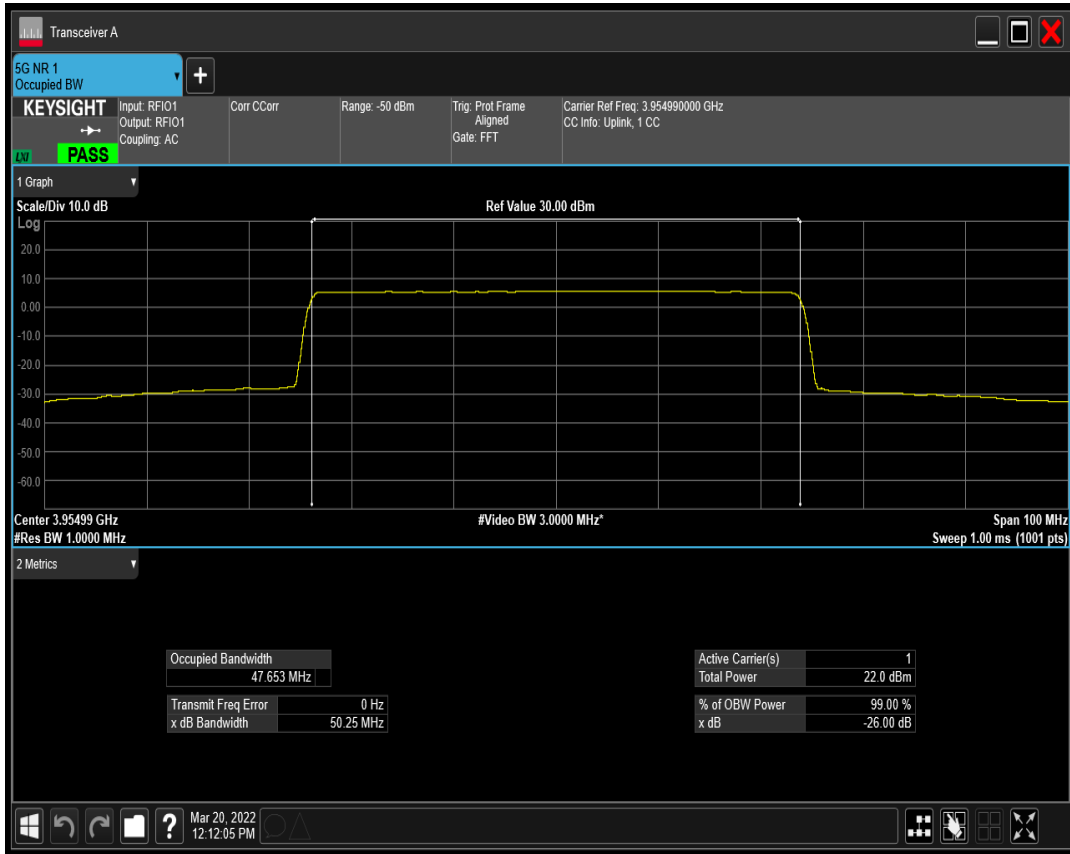 Transceiver A
5G NR 1
Occupied BW
+
KEYSIGHT
LXI
PASS
Input: RFIO1
Output: RFIO1
Coupling: AC
Corr CCorr
Range: -50 dBm
Trig: Prot Frame
Aligned
Gate: FFT
Carrier Ref Freq: 3.954990000 GHz
CC Info: Uplink, 1 CC
1 Graph
Scale/Div 10.0 dB
Ref Value 30.00 dBm
Log
20.0
10.0
0.00
-10.0
-20.0
-30.0
-40.0
-50.0
-60.0
Center 3.95499 GHz
#Video BW 3.0000 MHz*
Span 100 MHz
#Res BW 1.0000 MHz
Sweep 1.00 ms (1001 pts)
2 Metrics
Occupied Bandwidth
47.653 MHz
Transmit Freq Error 0 Hz
x dB Bandwidth 50.25 MHz
Active Carrier(s) 1
Total Power 22.0 dBm
% of OBW Power 99.00 %
x dB -26.00 dB
?
Mar 20, 2022
12:12:05 PM